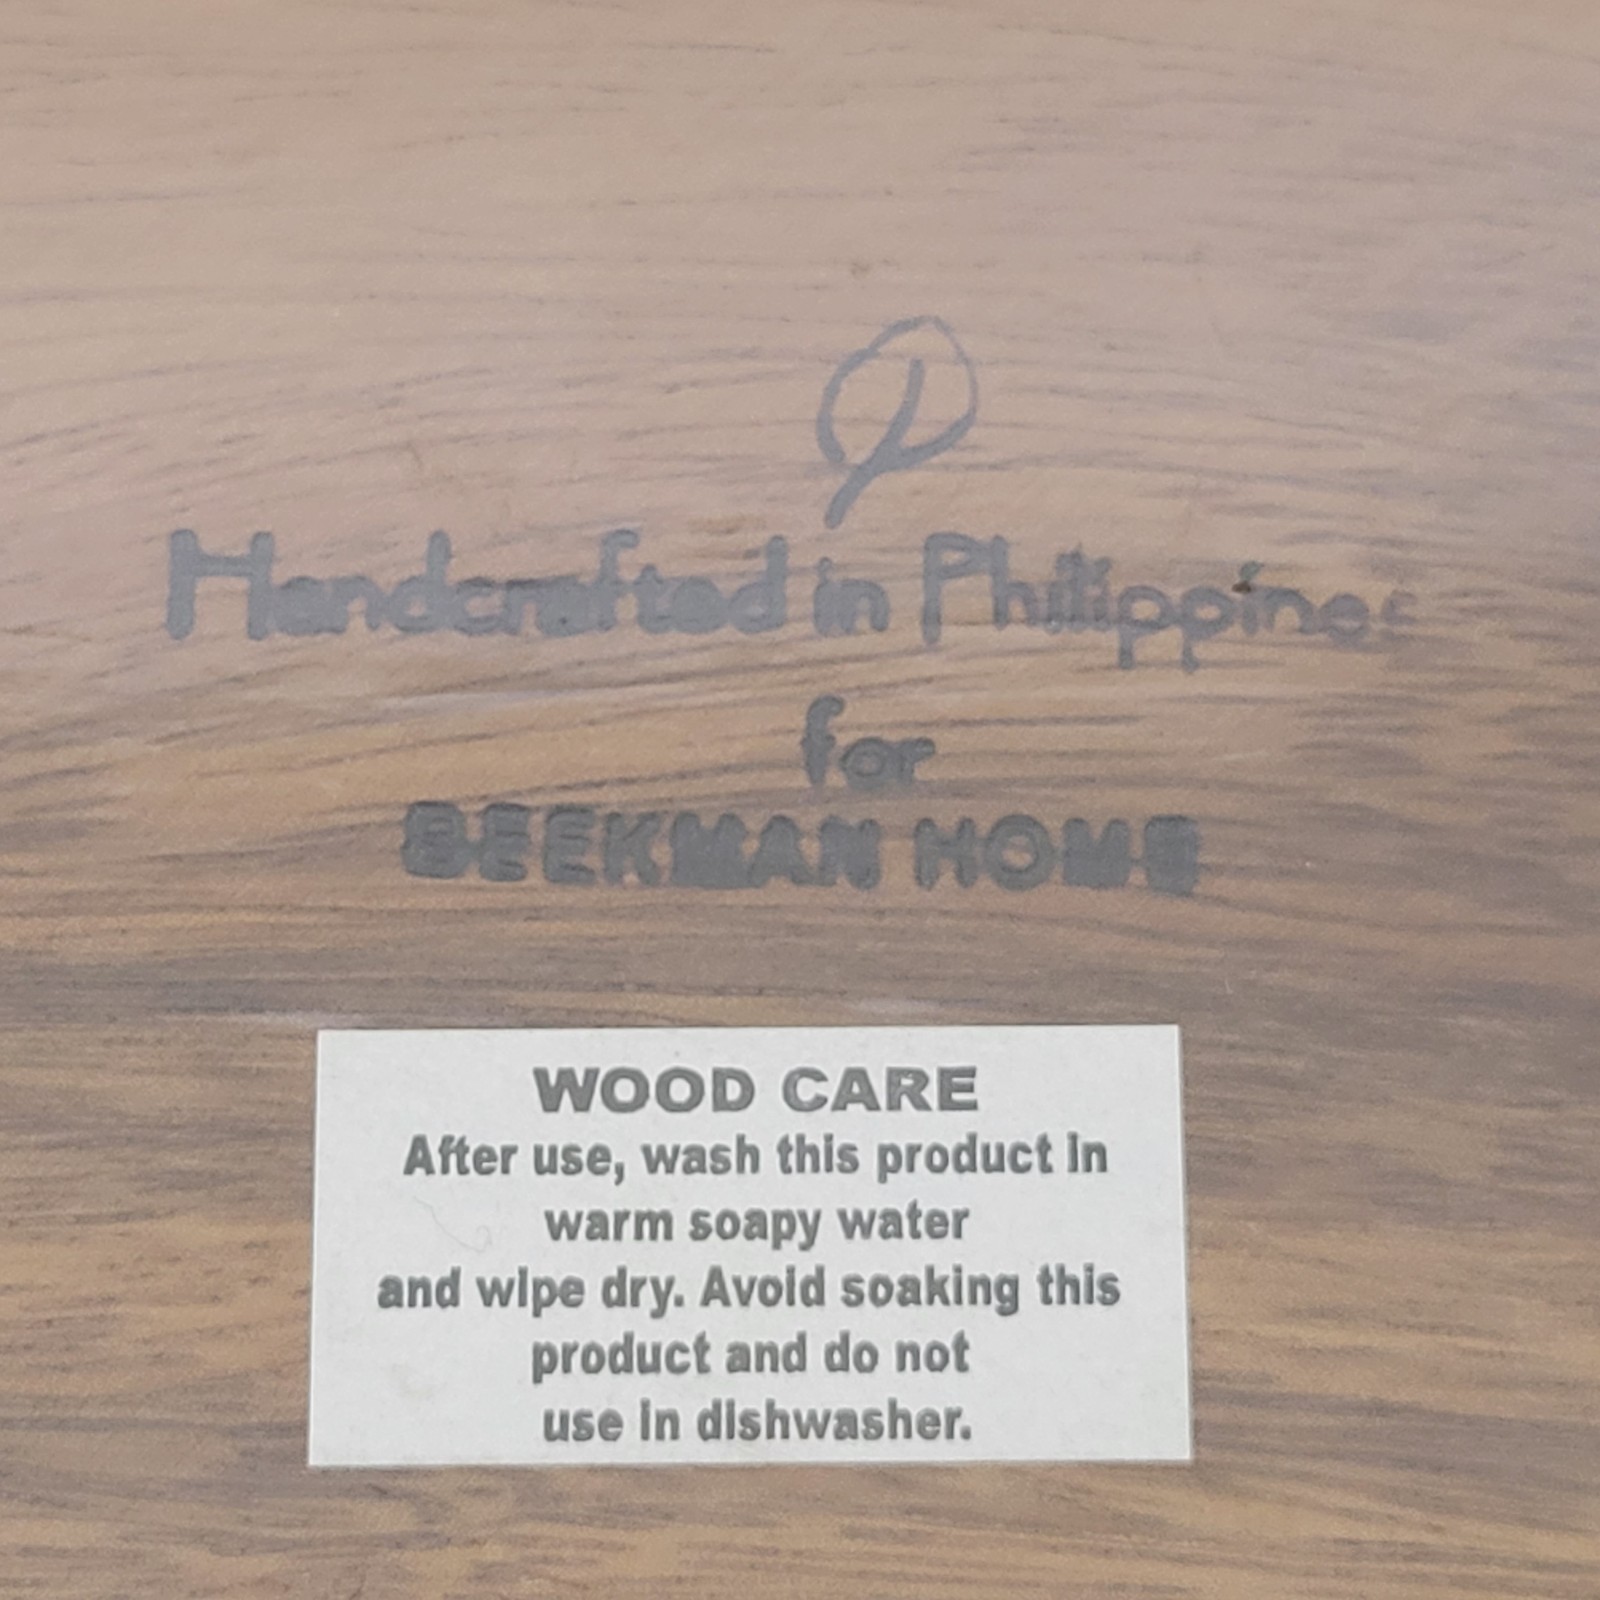 Handcrafted in Philippines
for
BEEKMAN HOME
WOOD CARE
After use, wash this product in
warm soapy water
and wipe dry. Avoid soaking this
product and do not
use in dishwasher.